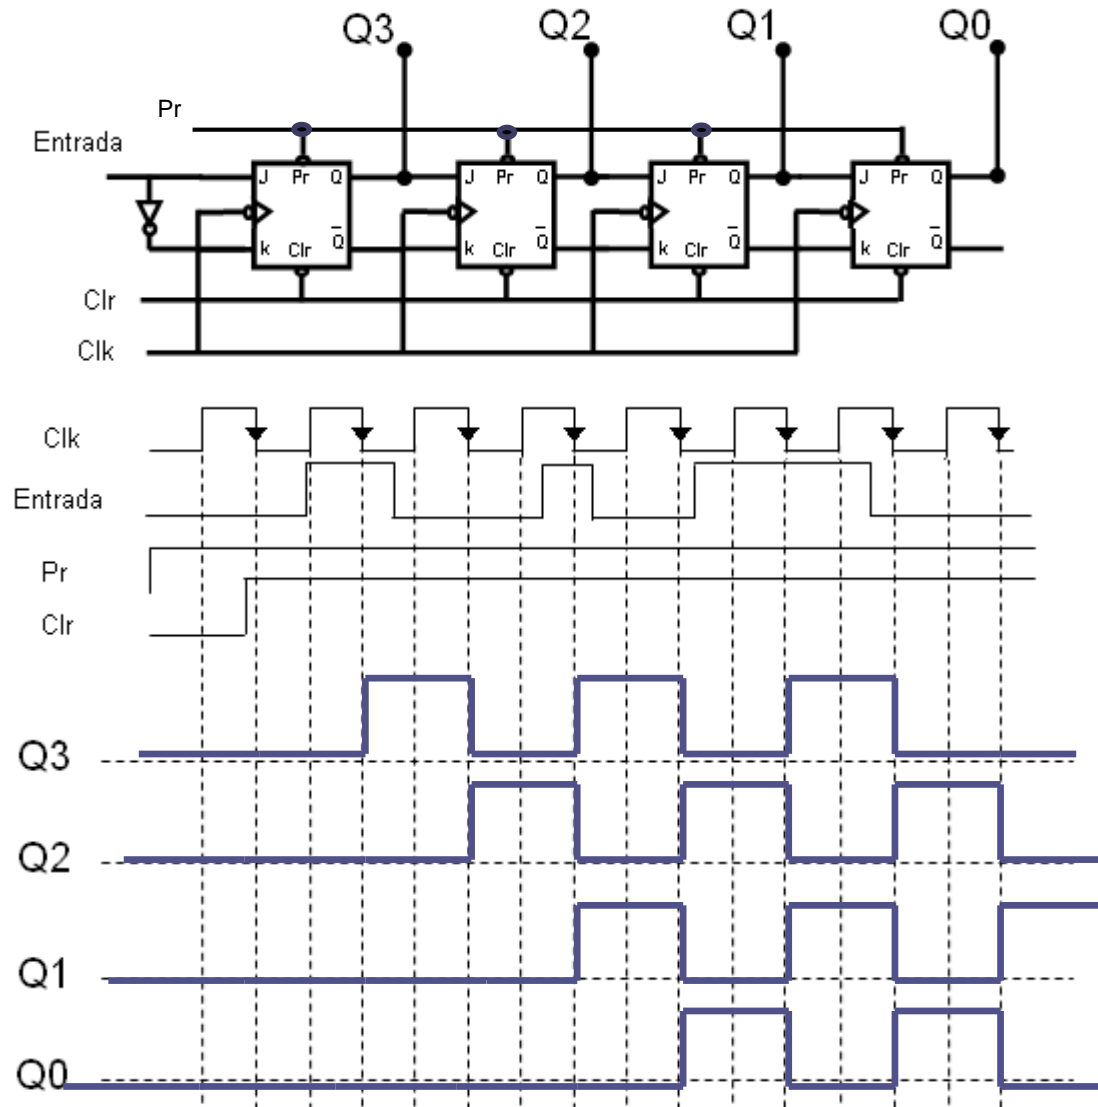 Q3 Q2 Q1 Q0
Pr
Entrada
J Pr Q J Pr Q J Pr Q J Pr Q
k Clr Q̅ k Clr Q̅ k Clr Q̅ k Clr Q̅
Clr
Clk
Clk
Entrada
Pr
Clr
Q3
Q2
Q1
Q0